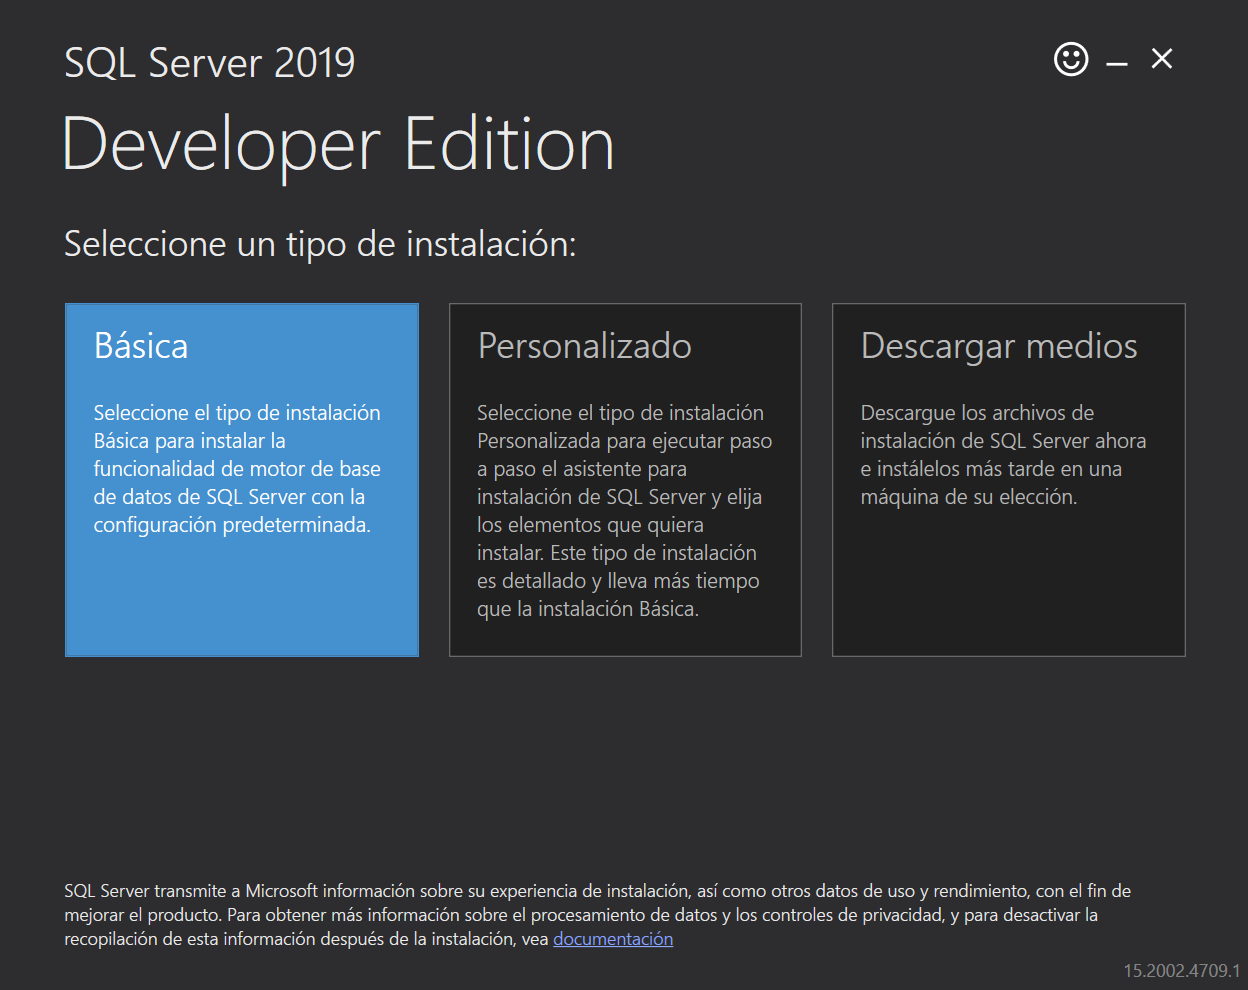 SQL Server 2019
Developer Edition
Seleccione un tipo de instalación:
Básica
Seleccione el tipo de instalación
Básica para instalar la
funcionalidad de motor de base
de datos de SQL Server con la
configuración predeterminada.
Personalizado
Seleccione el tipo de instalación
Personalizada para ejecutar paso
a paso el asistente para
instalación de SQL Server y elija
los elementos que quiera
instalar. Este tipo de instalación
es detallado y lleva más tiempo
que la instalación Básica.
Descargar medios
Descargue los archivos de
instalación de SQL Server ahora
e instálelos más tarde en una
máquina de su elección.
SQL Server transmite a Microsoft información sobre su experiencia de instalación, así como otros datos de uso y rendimiento, con el fin de
mejorar el producto. Para obtener más información sobre el procesamiento de datos y los controles de privacidad, y para desactivar la
recopilación de esta información después de la instalación, vea documentación
15.2002.4709.1